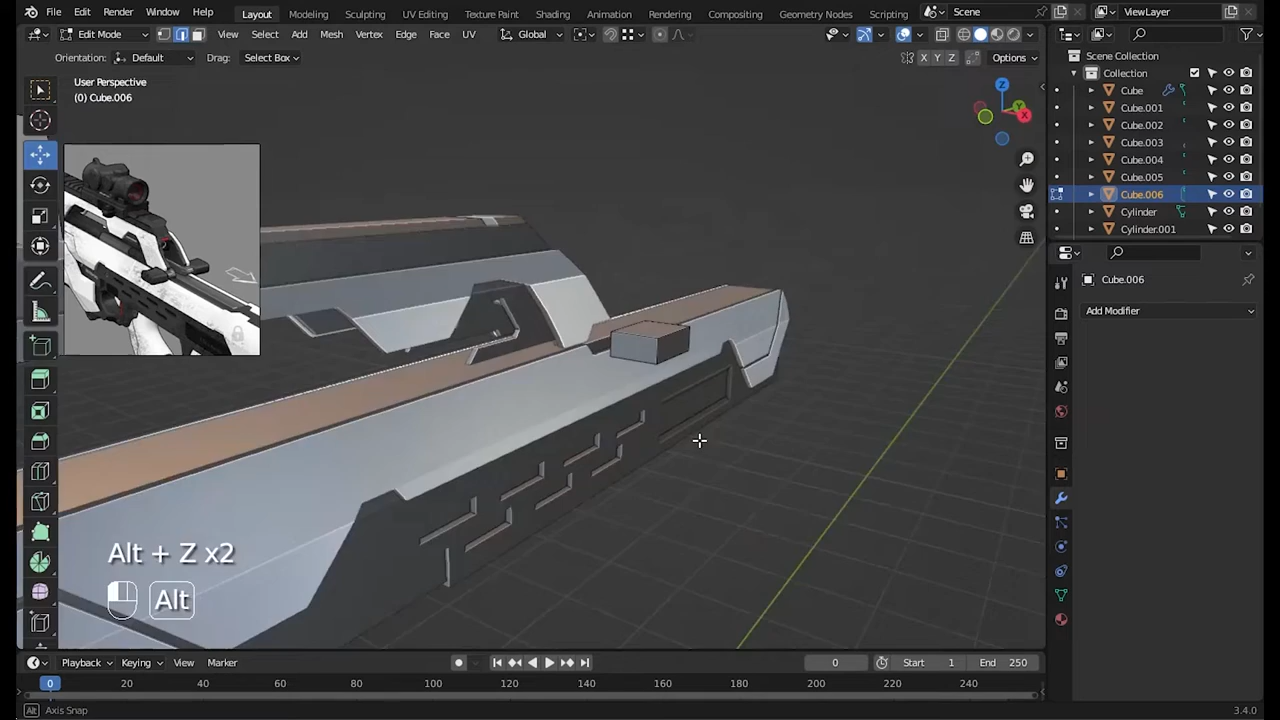 File Edit Render Window Help Layout Modeling Sculpting UV Editing Texture Paint Shading Animation Rendering Compositing Geometry Nodes Scripting Scene ViewLayer
Edit Mode View Select Add Mesh Vertex Edge Face UV Global
Orientation: Default Drag: Select Box X Y Z Options
Scene Collection
User Perspective
(0) Cube.006
Collection
Cube
Cube.001
Cube.002
Cube.003
Cube.004
Cube.005
Cube.006
Cylinder
Cylinder.001
Z
Y
X
Cube.006
Add Modifier
Alt + Z x2
Alt
Playback Keying View Marker 0 Start 1 End 250
0 20 40 60 80 100 120 140 160 180 200 220 240
Alt Axis Snap 3.4.0